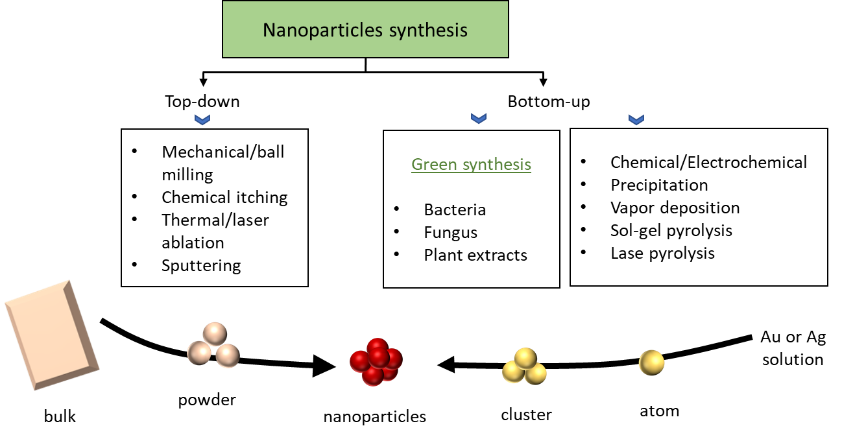 Nanoparticles synthesis
Top-down
Bottom-up
• Mechanical/ball
milling
• Chemical itching
• Thermal/laser
ablation
• Sputtering
Green synthesis
• Bacteria
• Fungus
• Plant extracts
• Chemical/Electrochemical
• Precipitation
• Vapor deposition
• Sol-gel pyrolysis
• Lase pyrolysis
bulk
powder
nanoparticles
cluster
atom
Au or Ag
solution